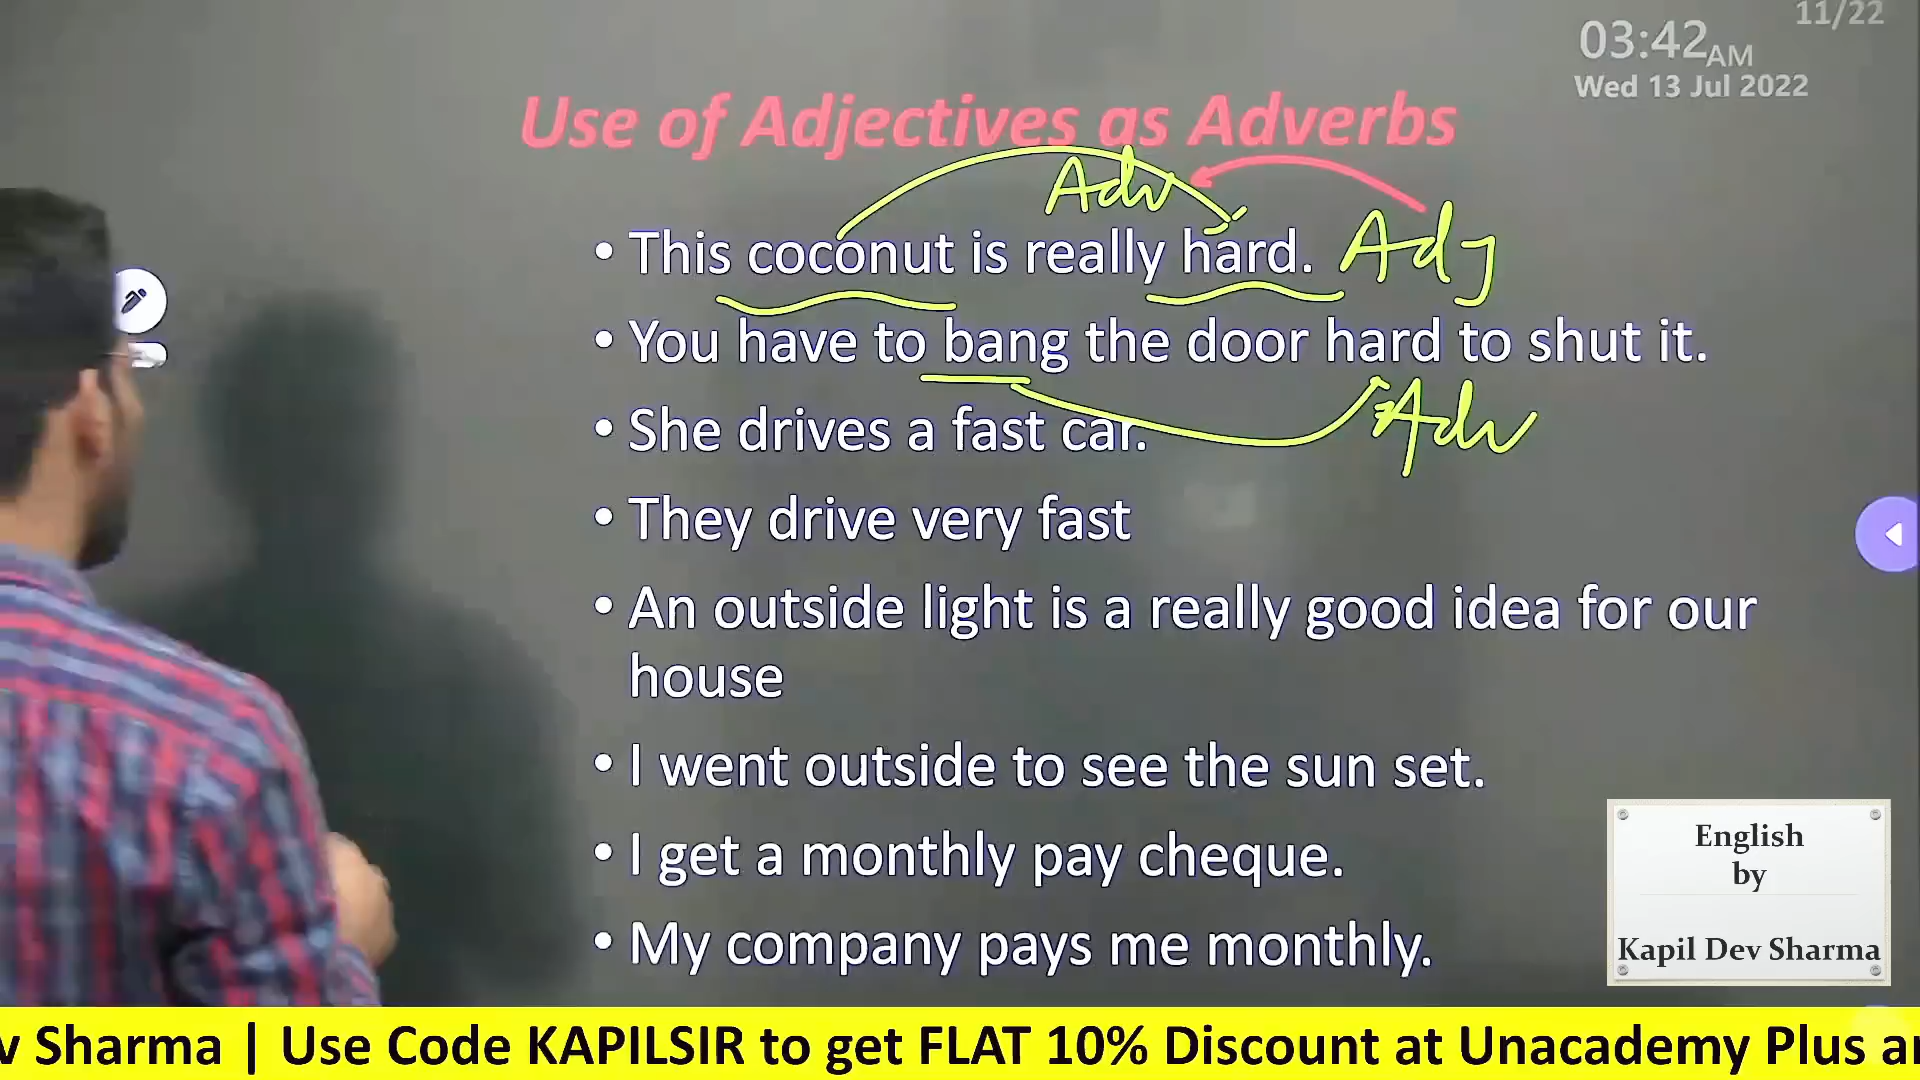 11/22
03:42AM
Wed 13 Jul 2022
Use of Adjectives as Adverbs
Adv
• This coconut is really hard. Adj
• You have to bang the door hard to shut it.
Adv
• She drives a fast car.
• They drive very fast
• An outside light is a really good idea for our
house
• I went outside to see the sun set.
• I get a monthly pay cheque.
• My company pays me monthly.
English
by
Kapil Dev Sharma
v Sharma | Use Code KAPILSIR to get FLAT 10% Discount at Unacademy Plus